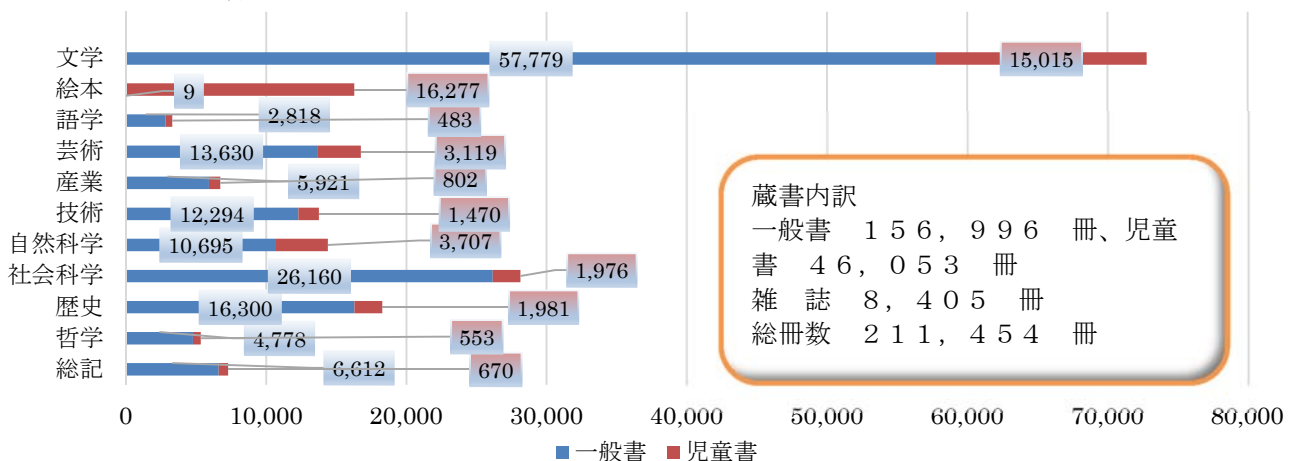 文学 57,779 15,015
絵本 9 16,277
語学 2,818 483
芸術 13,630 3,119
産業 5,921 802
技術 12,294 1,470
自然科学 10,695 3,707
社会科学 26,160 1,976
歴史 16,300 1,981
哲学 4,778 553
総記 6,612 670
0 10,000 20,000 30,000 40,000 50,000 60,000 70,000 80,000
一般書 児童書
蔵書内訳
一般書 156,996 冊、児童
書 46,053 冊
雑 誌 8,405 冊
総冊数 211,454 冊